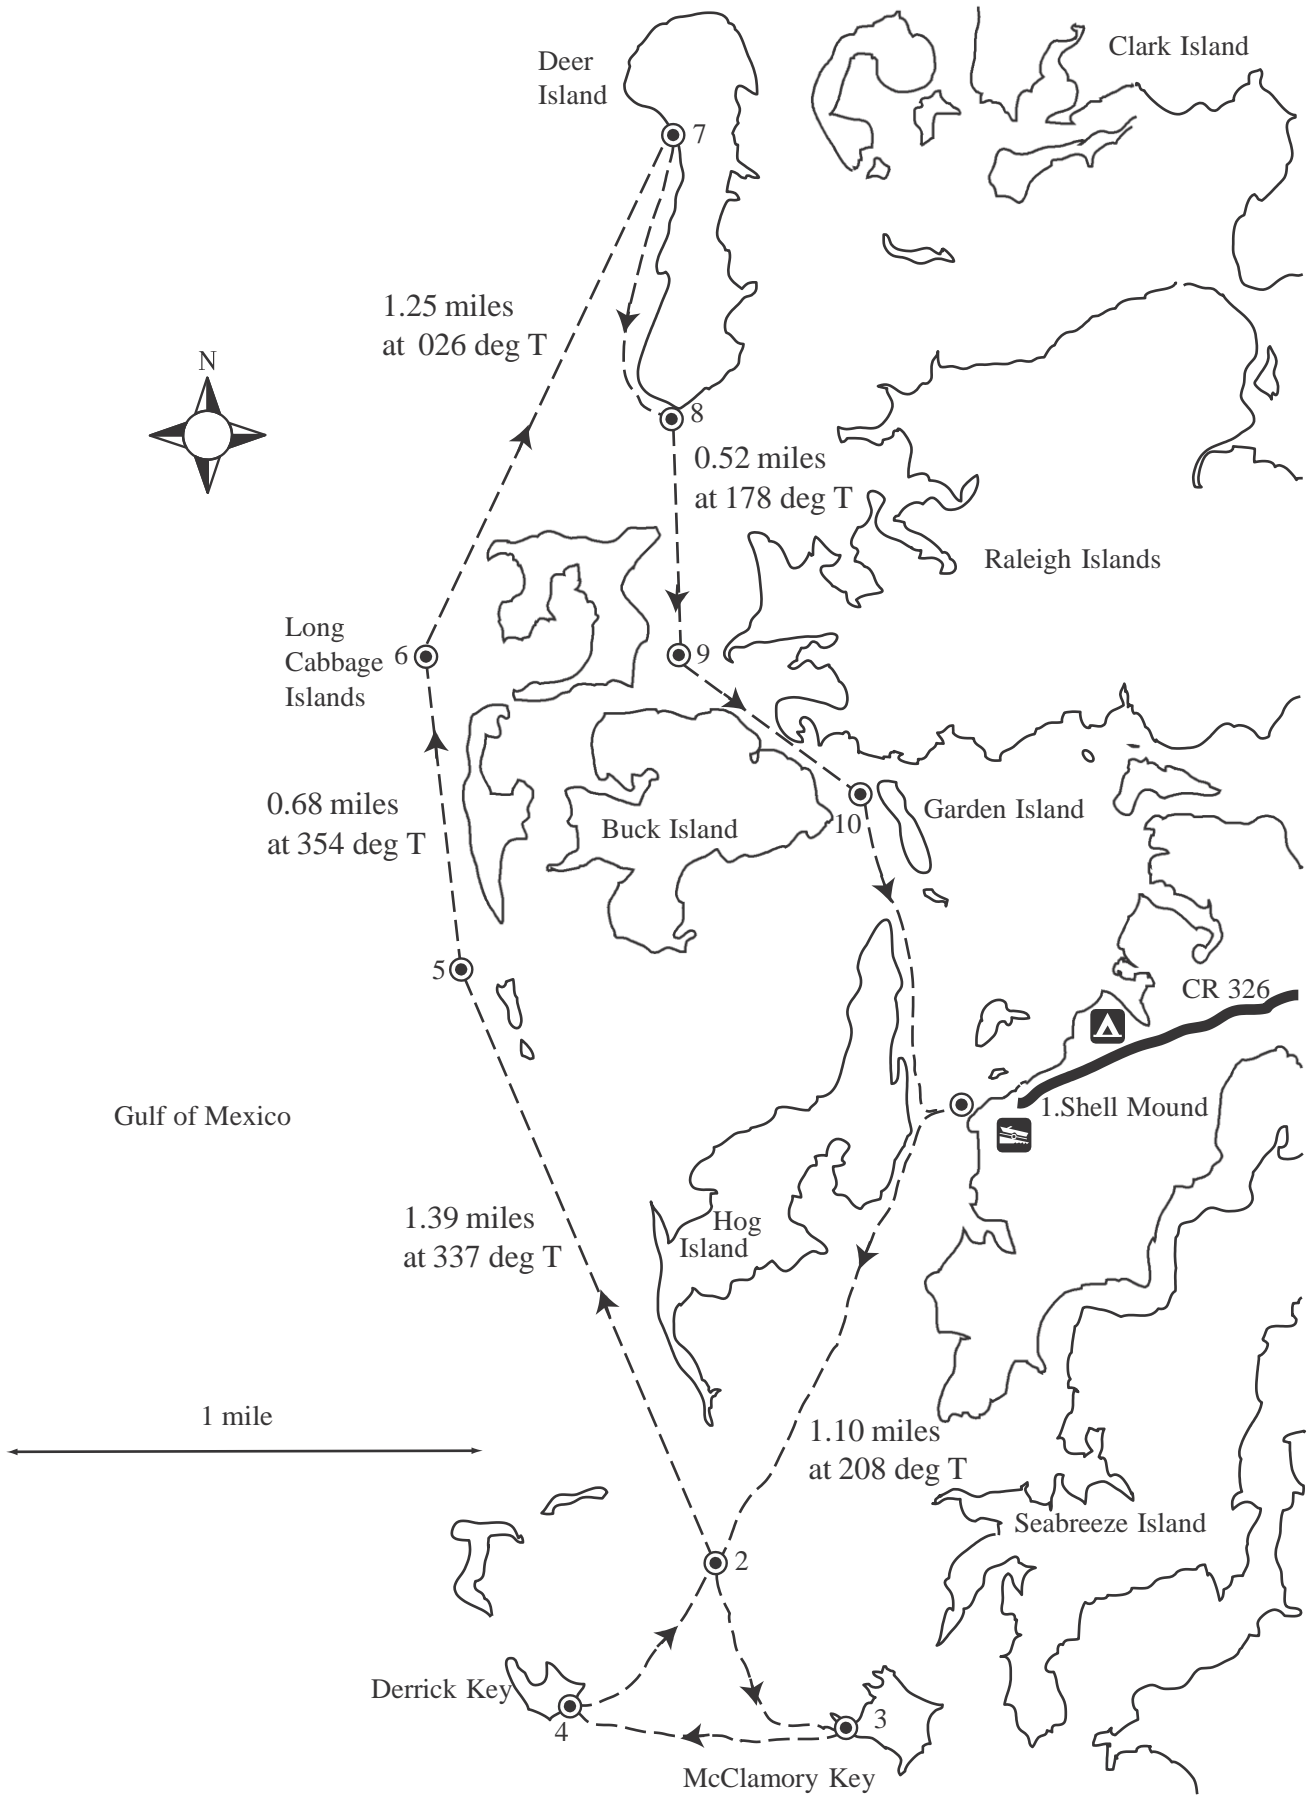 Deer
Island
Clark Island
7
1.25 miles
at 026 deg T
N
8
0.52 miles
at 178 deg T
Raleigh Islands
Long
Cabbage
Islands
6
9
0.68 miles
at 354 deg T
Buck Island
10
Garden Island
5
CR 326
Gulf of Mexico
1.Shell Mound
1.39 miles
at 337 deg T
Hog
Island
1 mile
1.10 miles
at 208 deg T
Seabreeze Island
2
Derrick Key
4
3
McClamory Key